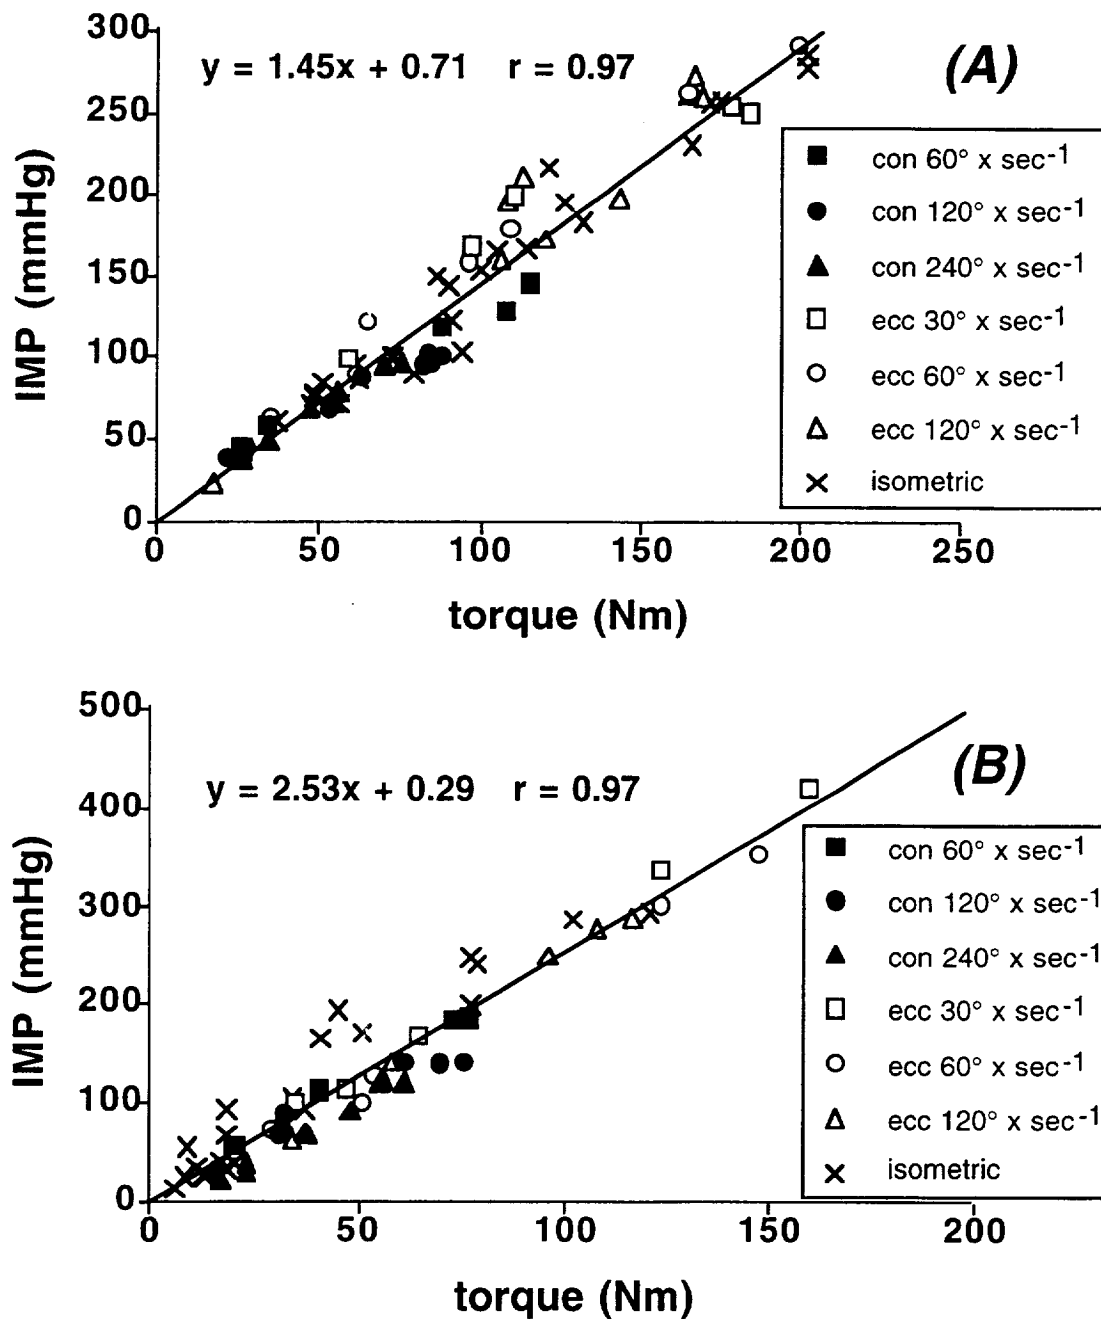 300
y = 1.45x + 0.71 r = 0.97
(A)
250
200
150
100
50
0
IMP (mmHg)
con 60° x sec-1
con 120° x sec-1
con 240° x sec-1
ecc 30° x sec-1
ecc 60° x sec-1
ecc 120° x sec-1
isometric
0 50 100 150 200 250
torque (Nm)
500
y = 2.53x + 0.29 r = 0.97
(B)
400
300
200
100
0
IMP (mmHg)
con 60° x sec-1
con 120° x sec-1
con 240° x sec-1
ecc 30° x sec-1
ecc 60° x sec-1
ecc 120° x sec-1
isometric
0 50 100 150 200
torque (Nm)